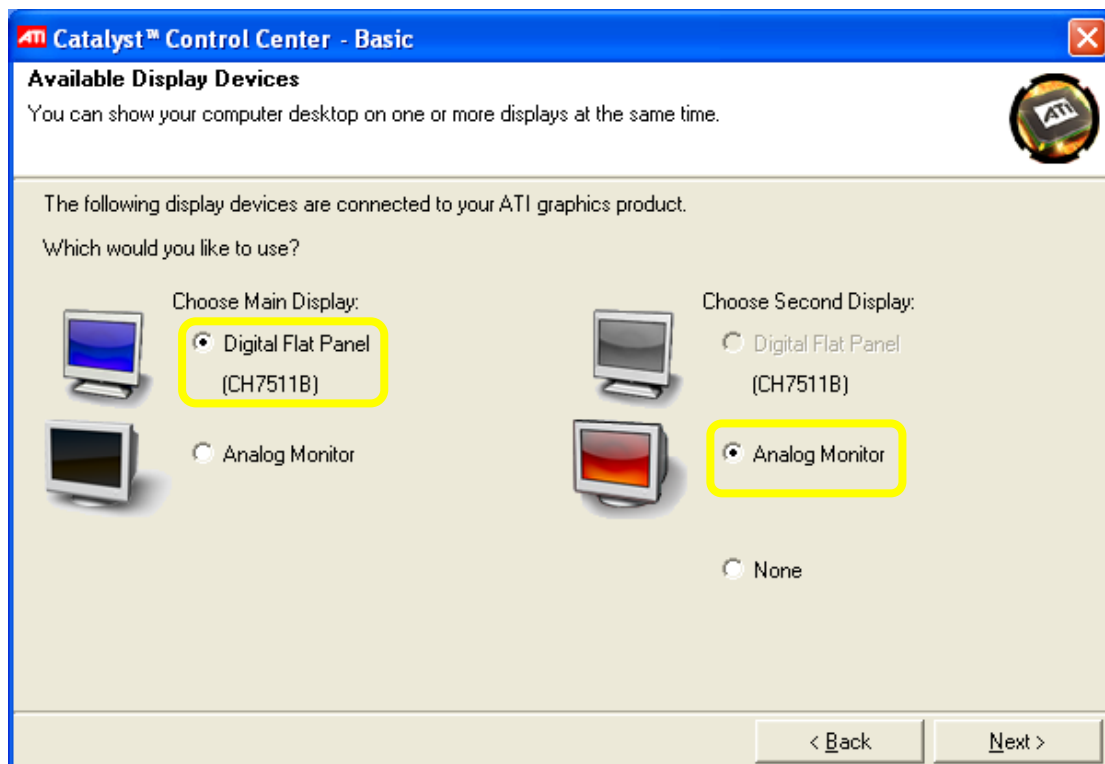 ATI Catalyst™ Control Center - Basic
Available Display Devices
You can show your computer desktop on one or more displays at the same time.
ATI
The following display devices are connected to your ATI graphics product.
Which would you like to use?
Choose Main Display:
Digital Flat Panel
(CH7511B)
Analog Monitor
Choose Second Display:
Digital Flat Panel
(CH7511B)
Analog Monitor
None
< Back
Next >